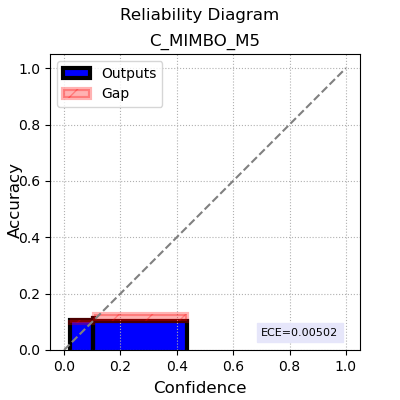 Reliability Diagram
C_MIMBO_M5
Outputs
Gap
Accuracy
1.0
0.8
0.6
0.4
0.2
0.0
ECE=0.00502
0.0 0.2 0.4 0.6 0.8 1.0
Confidence